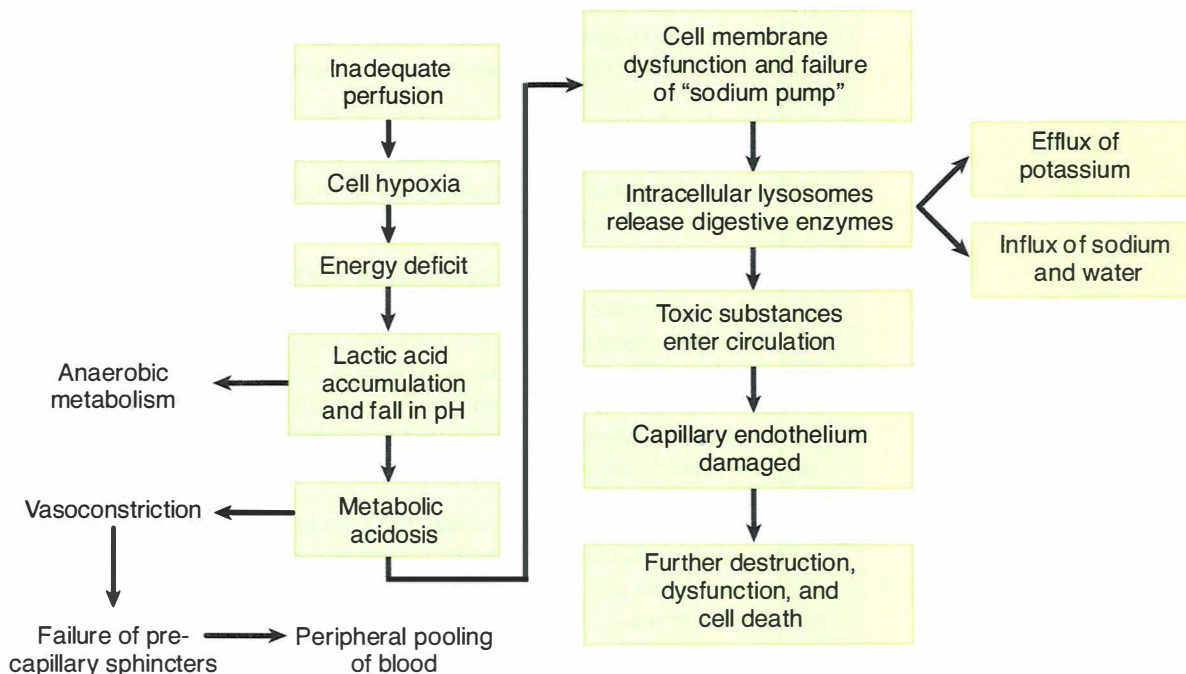 Inadequate
perfusion
Cell hypoxia
Energy deficit
Lactic acid
accumulation
and fall in pH
Anaerobic
metabolism
Metabolic
acidosis
Vasoconstriction
Failure of pre-
capillary sphincters
Peripheral pooling
of blood
Cell membrane
dysfunction and failure
of “sodium pump”
Intracellular lysosomes
release digestive enzymes
Efflux of
potassium
Influx of sodium
and water
Toxic substances
enter circulation
Capillary endothelium
damaged
Further destruction,
dysfunction, and
cell death